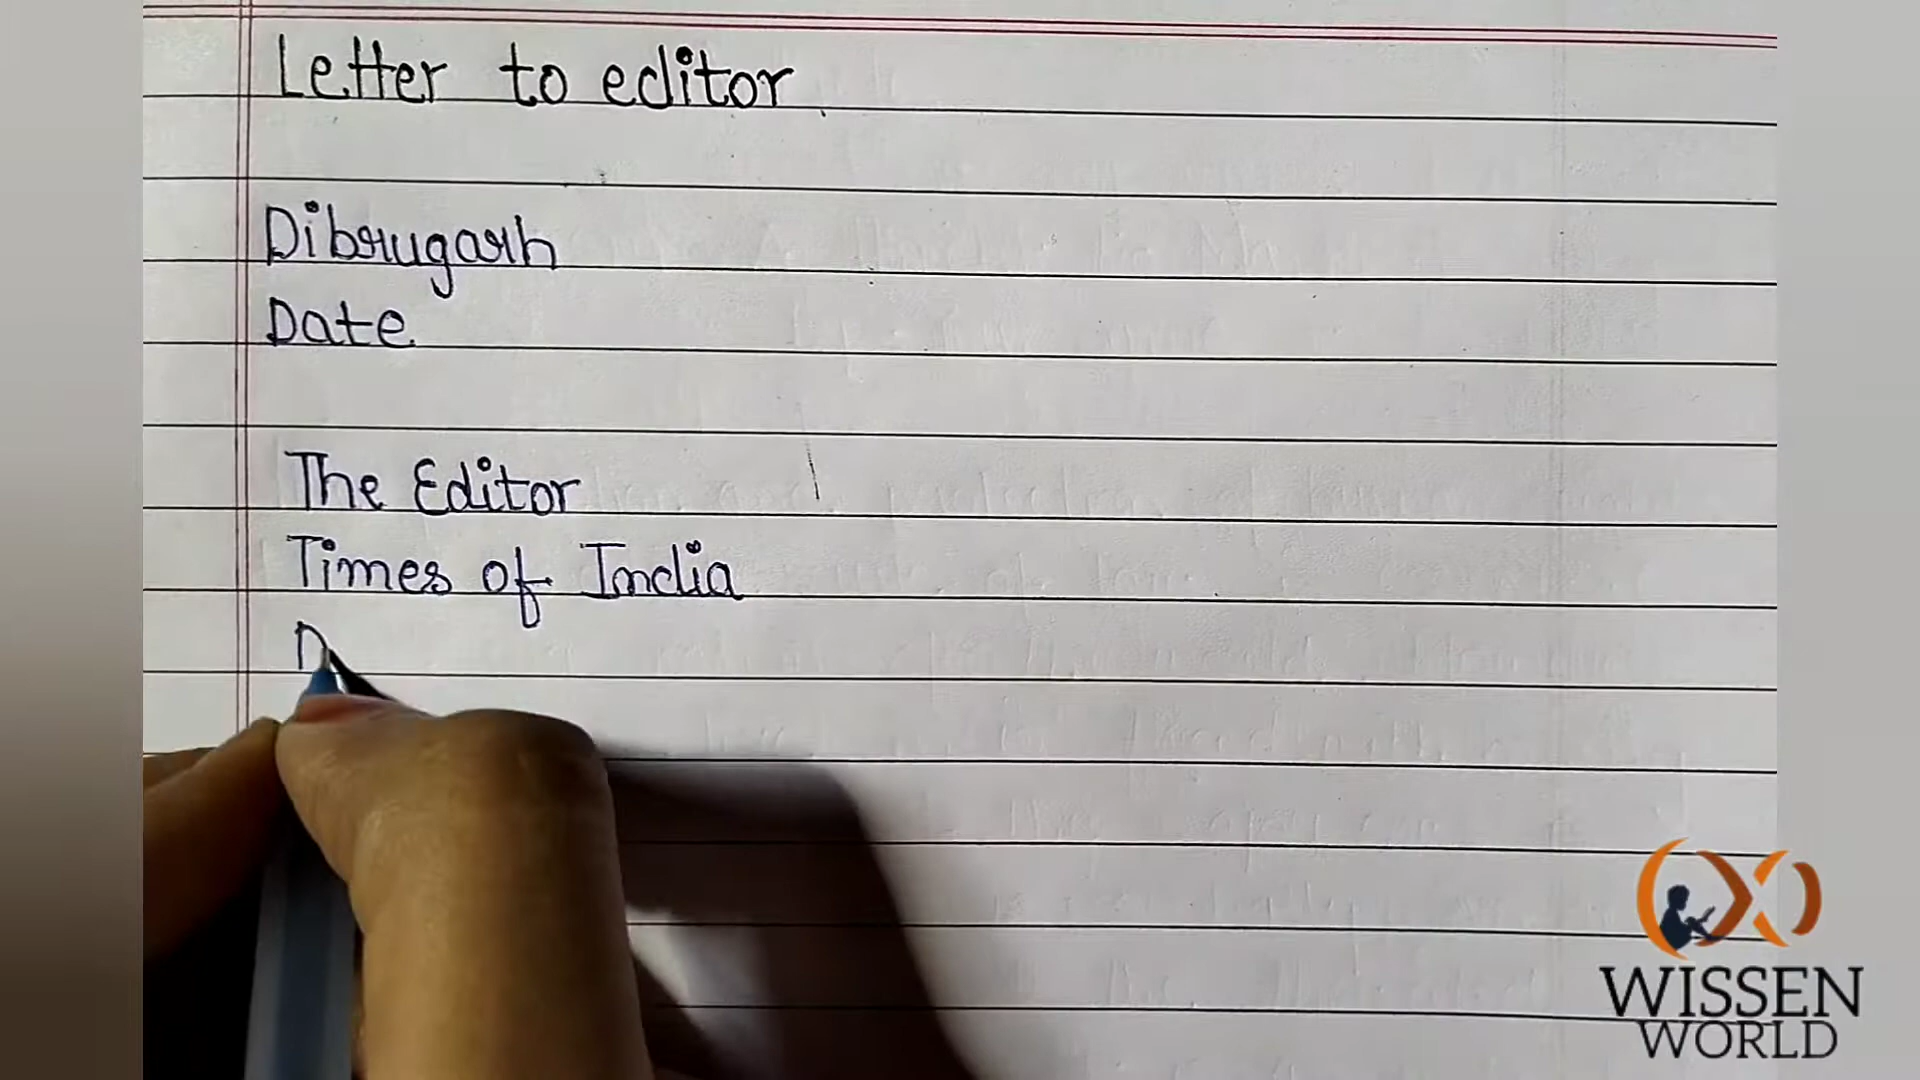 Letter to editor
Dibrugarh
Date
The Editor
Times of India
D
WISSEN
WORLD